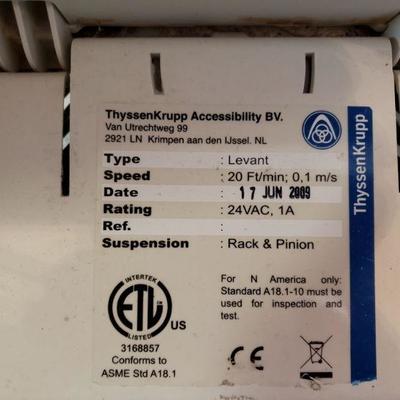 ThyssenKrupp Accessibility BV.
Van Utrechtweg 99
2921 LN Krimpen aan den IJssel. NL
Type : Levant
Speed : 20 Ft/min; 0,1 m/s
Date : 17 JUN 2009
Rating : 24VAC, 1A
Ref. :
Suspension : Rack & Pinion
ThyssenKrupp
INTERTEK
ETL
LISTED
US
3168857
Conforms to
ASME Std A18.1
For N America only:
Standard A18.1-10 must be
used for inspection and
test.
CE